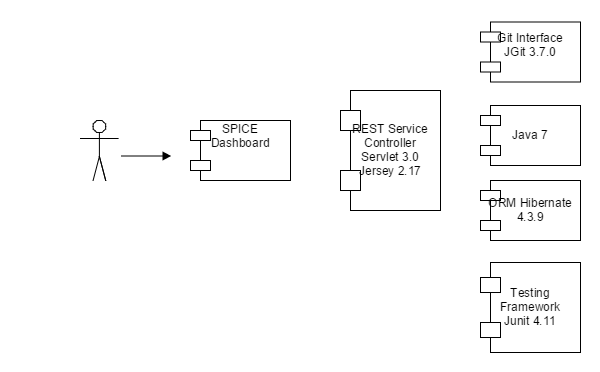 SPICE
Dashboard
REST Service
Controller
Servlet 3.0
Jersey 2.17
Git Interface
JGit 3.7.0
Java 7
ORM Hibernate
4.3.9
Testing
Framework
Junit 4.11